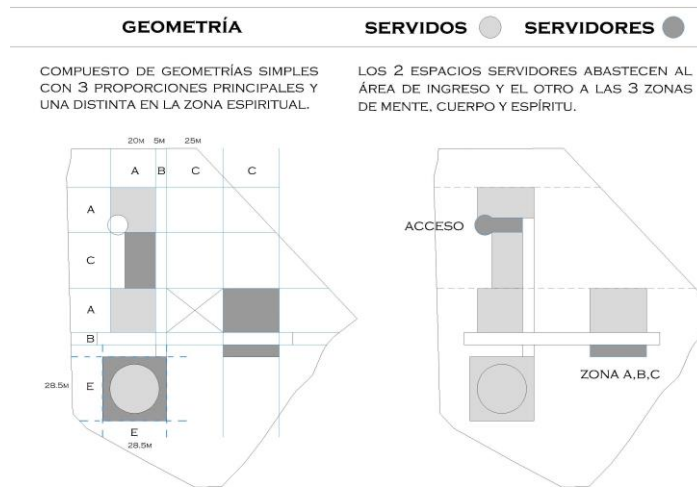 GEOMETRÍA
COMPUESTO DE GEOMETRÍAS SIMPLES
CON 3 PROPORCIONES PRINCIPALES Y
UNA DISTINTA EN LA ZONA ESPIRITUAL.
20M 5M 25M
A B C C
A
C
A
B
28.5M E
E
28.5M
SERVIDOS SERVIDORES
LOS 2 ESPACIOS SERVIDORES ABASTECEN AL
ÁREA DE INGRESO Y EL OTRO A LAS 3 ZONAS
DE MENTE, CUERPO Y ESPÍRITU.
ACCESO
ZONA A,B,C